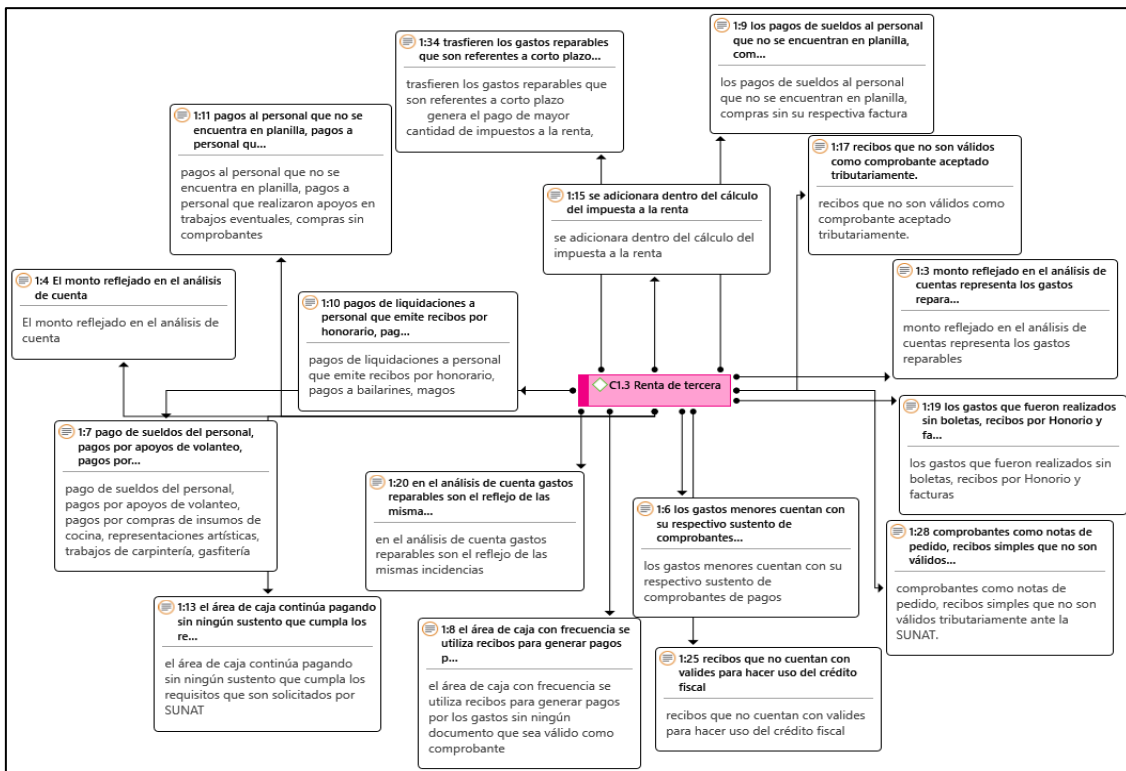 1:9 los pagos de sueldos al personal
que no se encuentran en planilla,
com...
los pagos de sueldos al personal
que no se encuentran en planilla,
compras sin su respectiva factura
1:34 trasfieren los gastos reparables
que son referentes a corto plazo...
trasfieren los gastos reparables que
son referentes a corto plazo
genera el pago de mayor
cantidad de impuestos a la renta,
1:11 pagos al personal que no se
encuentra en planilla, pagos a
personal qu...
pagos al personal que no se
encuentra en planilla, pagos a
personal que realizaron apoyos en
trabajos eventuales, compras sin
comprobantes
1:17 recibos que no son válidos
como comprobante aceptado
tributariamente.
recibos que no son válidos como
comprobante aceptado
tributariamente.
1:15 se adicionara dentro del cálculo
del impuesta a la renta
se adicionara dentro del cálculo del
impuesta a la renta
1:4 El monto reflejado en el análisis
de cuenta
El monto reflejado en el análisis de
cuenta
1:10 pagos de liquidaciones a
personal que emite recibos por
honorario, pag...
pagos de liquidaciones a personal
que emite recibos por honorario,
pagos a bailarines, magos
1:3 monto reflejado en el análisis de
cuentas representa los gastos
repara...
monto reflejado en el análisis de
cuentas representa los gastos
reparables
C1.3 Renta de tercera
1:19 los gastos que fueron realizados
sin boletas, recibos por Honorio y
fa...
los gastos que fueron realizados sin
boletas, recibos por Honorio y
facturas
1:7 pago de sueldos del personal,
pagos por apoyos de volanteo,
pagos por...
pago de sueldos del personal,
pagos por apoyos de volanteo,
pagos por compras de insumos de
cocina, representaciones artísticas,
trabajos de carpintería, gasfitería
1:20 en el análisis de cuenta gastos
reparables son el reflejo de las
misma...
en el análisis de cuenta gastos
reparables son el reflejo de las
mismas incidencias
1:6 los gastos menores cuentan con
su respectivo sustento de
comprobantes...
los gastos menores cuentan con su
respectivo sustento de
comprobantes de pagos
1:28 comprobantes como notas de
pedido, recibos simples que no son
válidos...
comprobantes como notas de
pedido, recibos simples que no son
válidos tributariamente ante la
SUNAT.
1:13 el área de caja continúa pagando
sin ningún sustento que cumpla los
re...
el área de caja continúa pagando
sin ningún sustento que cumpla los
requisitos que son solicitados por
SUNAT
1:8 el área de caja con frecuencia se
utiliza recibos para generar pagos
p...
el área de caja con frecuencia se
utiliza recibos para generar pagos
por los gastos sin ningún
documento que sea válido como
comprobante
1:25 recibos que no cuentan con
valides para hacer uso del crédito
fiscal
recibos que no cuentan con valides
para hacer uso del crédito fiscal